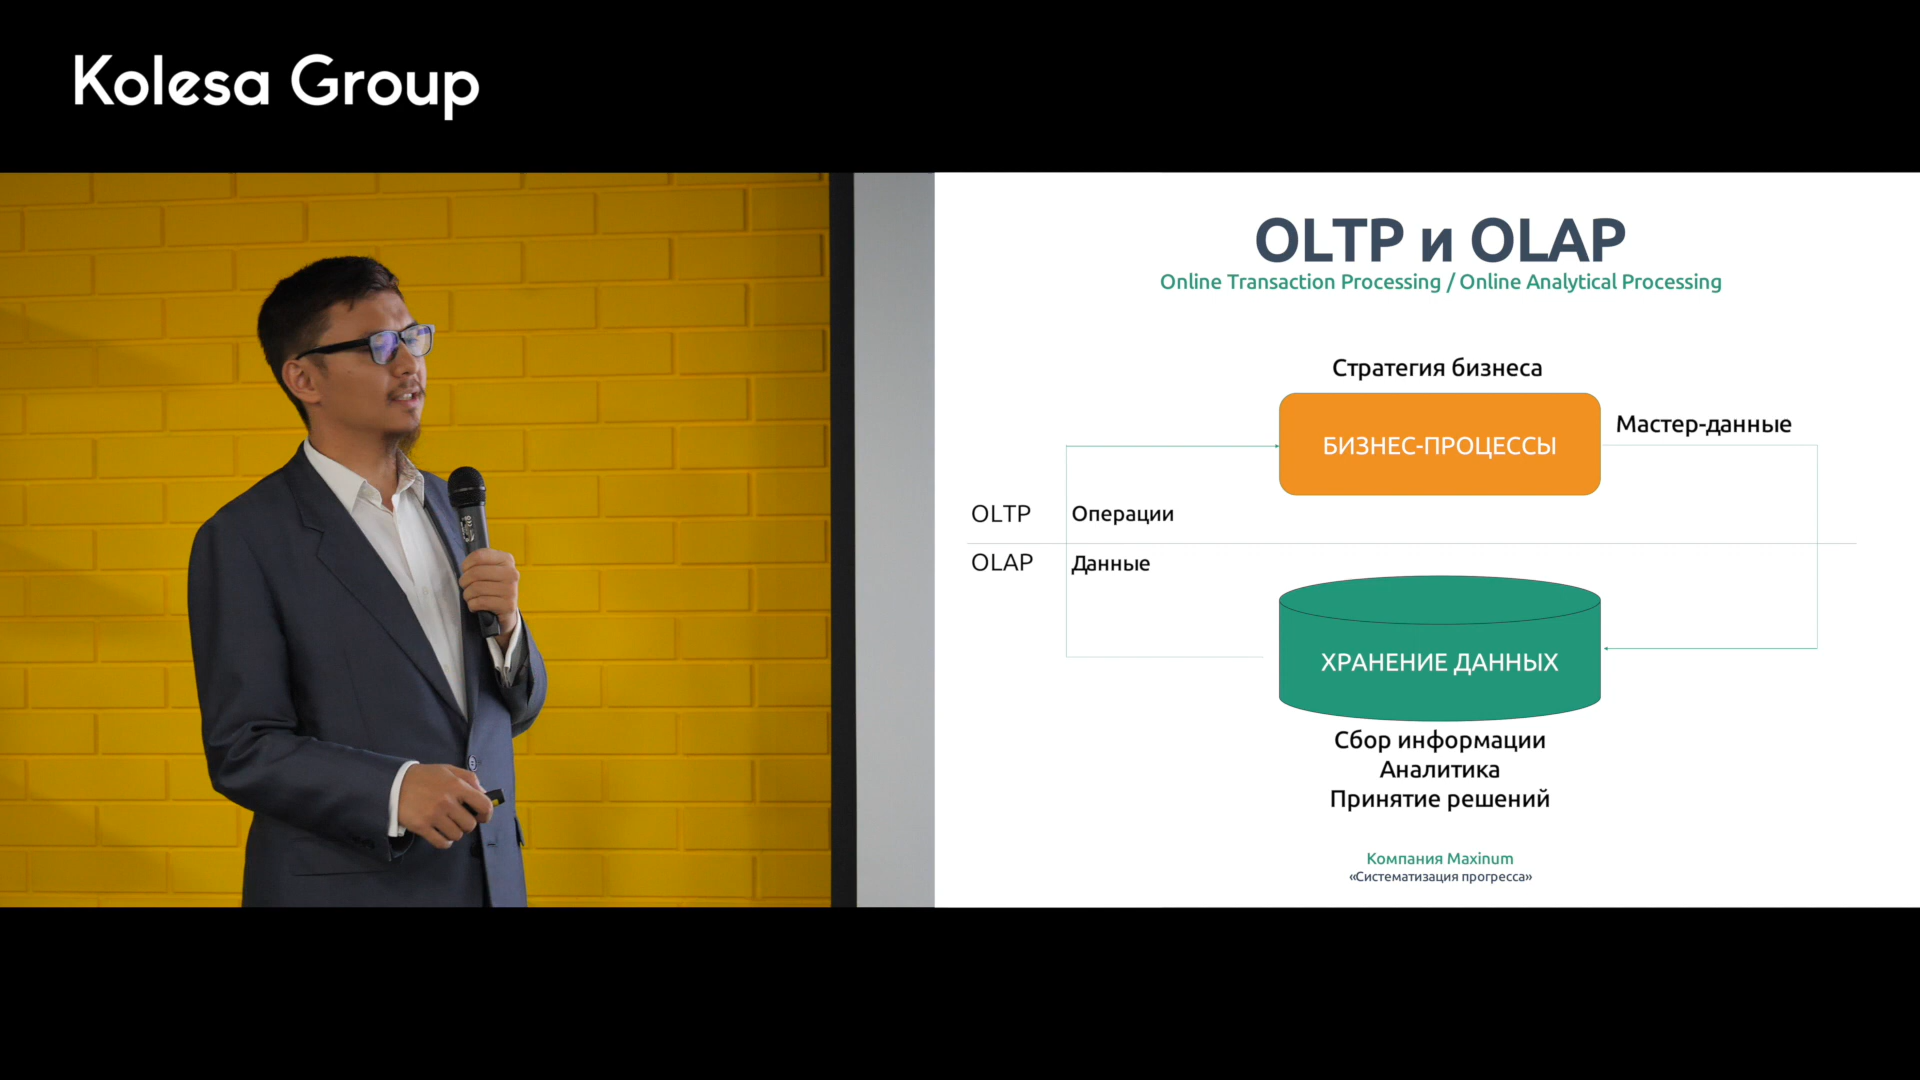 Kolesa Group
OLTP и OLAP
Online Transaction Processing / Online Analytical Processing
Стратегия бизнеса
БИЗНЕС-ПРОЦЕССЫ
Мастер-данные
OLTP
Операции
OLAP
Данные
ХРАНЕНИЕ ДАННЫХ
Сбор информации
Аналитика
Принятие решений
Компания Maxinum
«Систематизация прогресса»